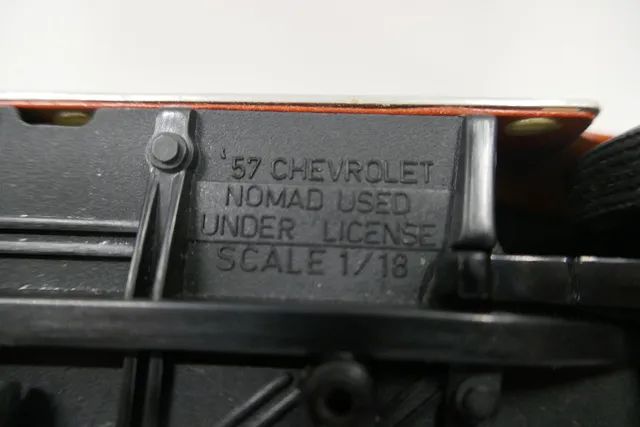 '57 CHEVROLET
NOMAD USED
UNDER LICENSE
SCALE 1/18